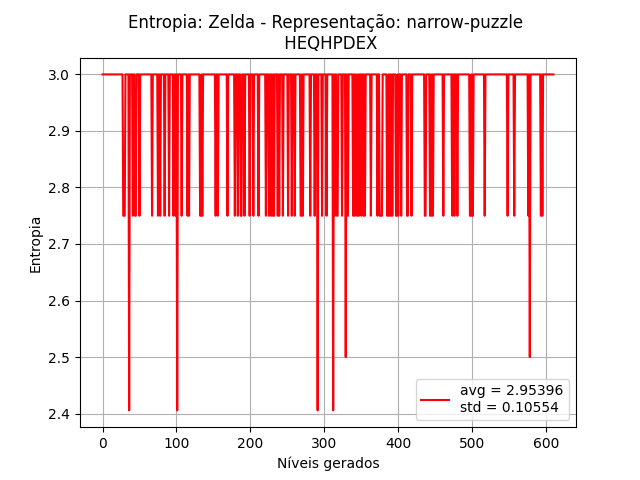 Entropia: Zelda - Representação: narrow-puzzle
HEQHPDEX
3.0
2.9
2.8
2.7
2.6
2.5
2.4
Entropia
avg = 2.95396
std = 0.10554
0 100 200 300 400 500 600
Níveis gerados